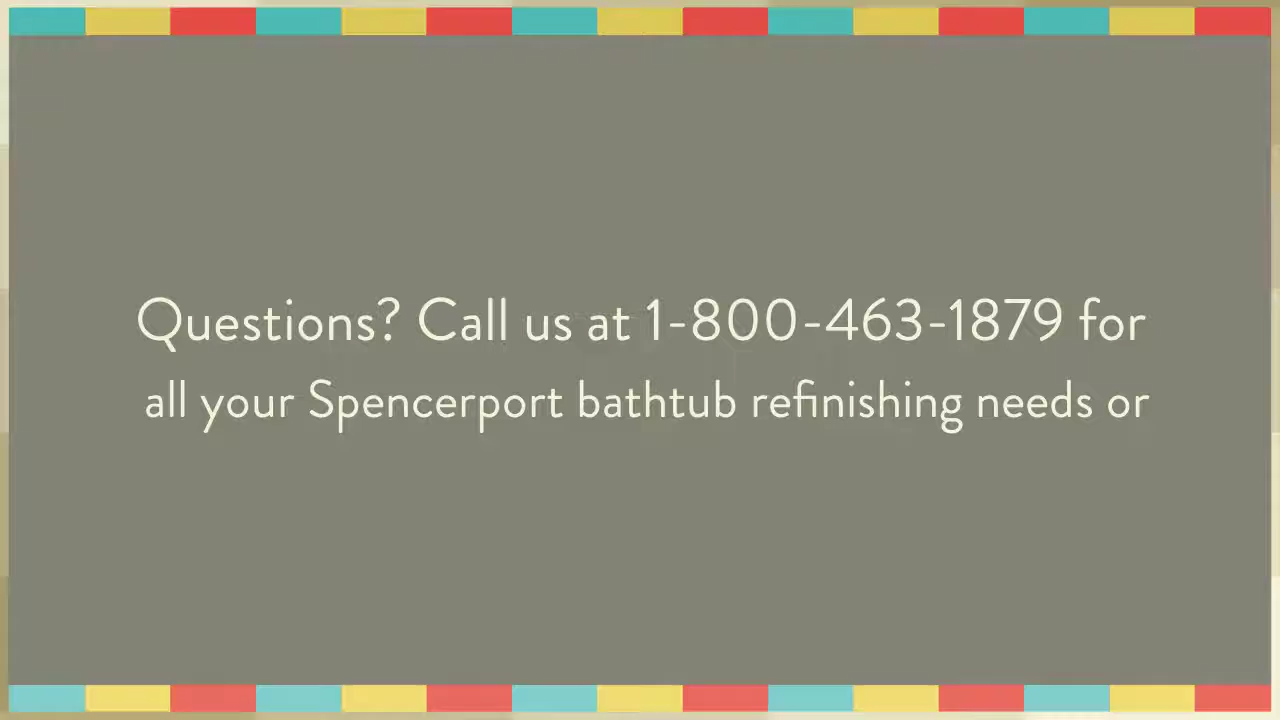 Questions? Call us at 1-800-463-1879 for
all your Spencerport bathtub refinishing needs or